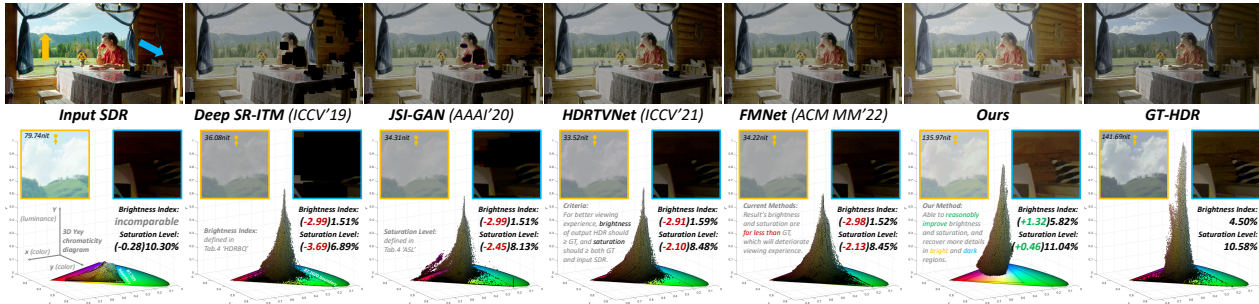 Input SDR
Deep SR-ITM (ICCV'19)
JSI-GAN (AAAI'20)
HDRTVNet (ICCV'21)
FMNet (ACM MM'22)
Ours
GT-HDR
79.74nit
Y
(luminance)
3D Yxy
chromaticity
diagram
x (color)
y (color)
Brightness Index:
incomparable
Saturation Level:
(-0.28)10.30%
36.08nit
Brightness Index:
defined in
Tab.4 'HDRBQ'
Brightness Index:
(-2.99)1.51%
Saturation Level:
(-3.69)6.89%
34.31nit
Saturation Level:
defined in
Tab.4 'ASL'
Brightness Index:
(-2.99)1.51%
Saturation Level:
(-2.45)8.13%
33.52nit
Criteria:
For better viewing
experience, brightness
of output HDR should
≥ GT, and saturation
should ≥ both GT
and input SDR.
Brightness Index:
(-2.91)1.59%
Saturation Level:
(-2.10)8.48%
34.22nit
Current Methods:
Result's brightness
and saturation are
far less than GT,
which will deteriorate
viewing experience.
Brightness Index:
(-2.98)1.52%
Saturation Level:
(-2.13)8.45%
135.97nit
Our Method:
Able to reasonably
improve brightness
and saturation, and
recover more details
in bright and dark
regions.
Brightness Index:
(+1.32)5.82%
Saturation Level:
(+0.46)11.04%
141.69nit
Brightness Index:
4.50%
Saturation Level:
10.58%